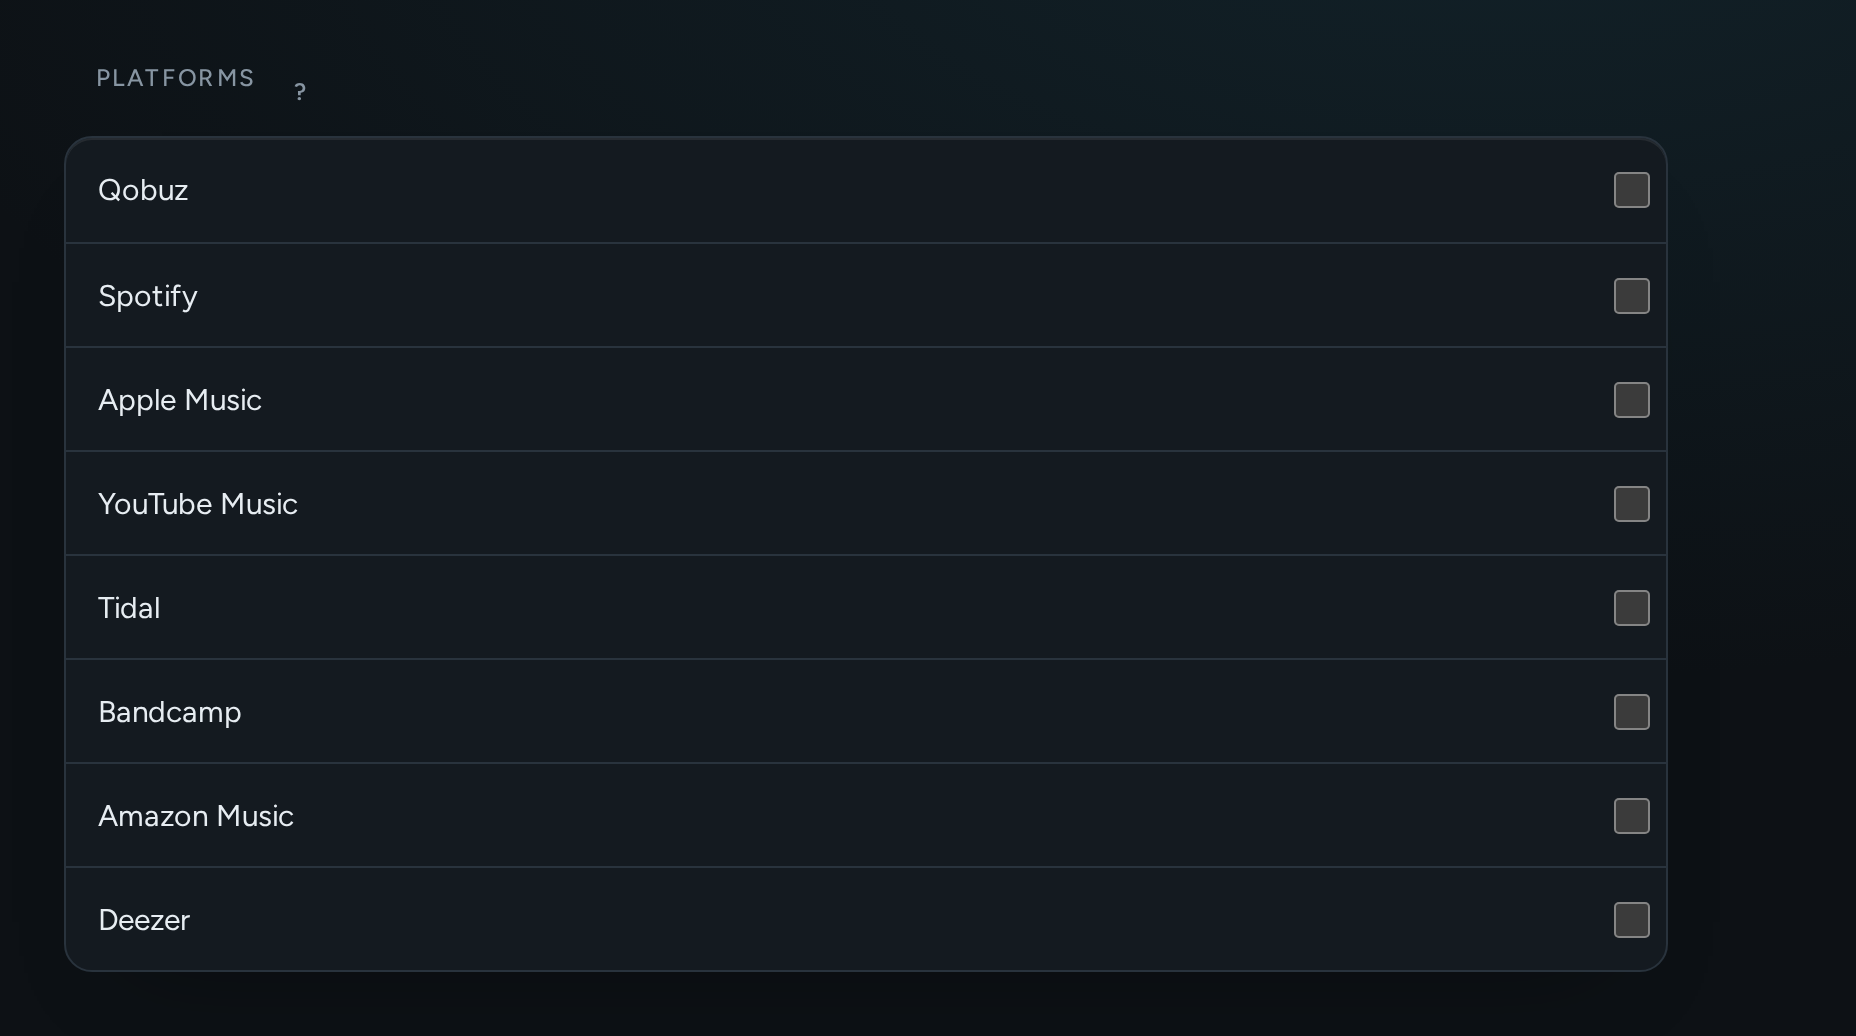 PLATFORMS ?
Qobuz
Spotify
Apple Music
YouTube Music
Tidal
Bandcamp
Amazon Music
Deezer